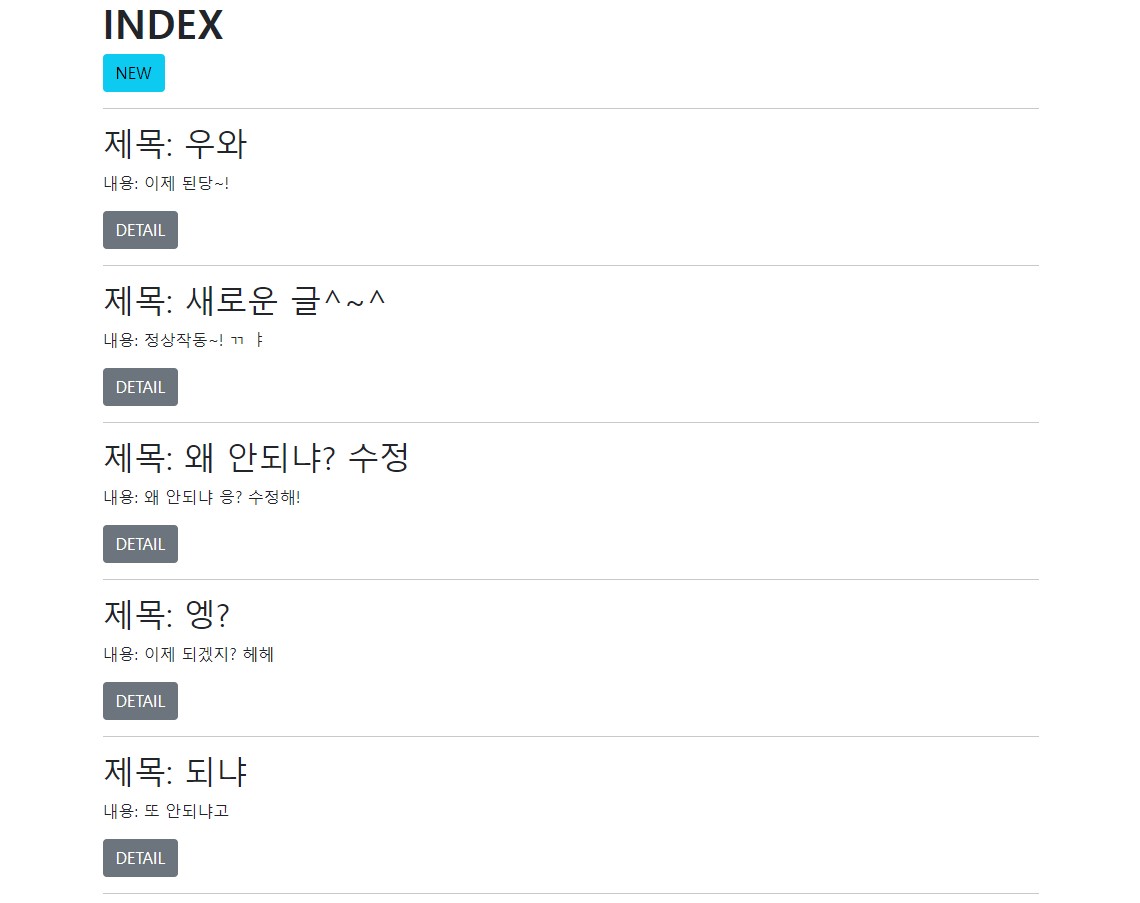 INDEX
NEW
제목: 우와
내용: 이제 된당~!
DETAIL
제목: 새로운 글^~^
내용: 정상작동~! ㄲ ㅑ
DETAIL
제목: 왜 안되냐? 수정
내용: 왜 안되냐 응? 수정해!
DETAIL
제목: 엥?
내용: 이제 되겠지? 헤헤
DETAIL
제목: 되냐
내용: 또 안되냐고
DETAIL